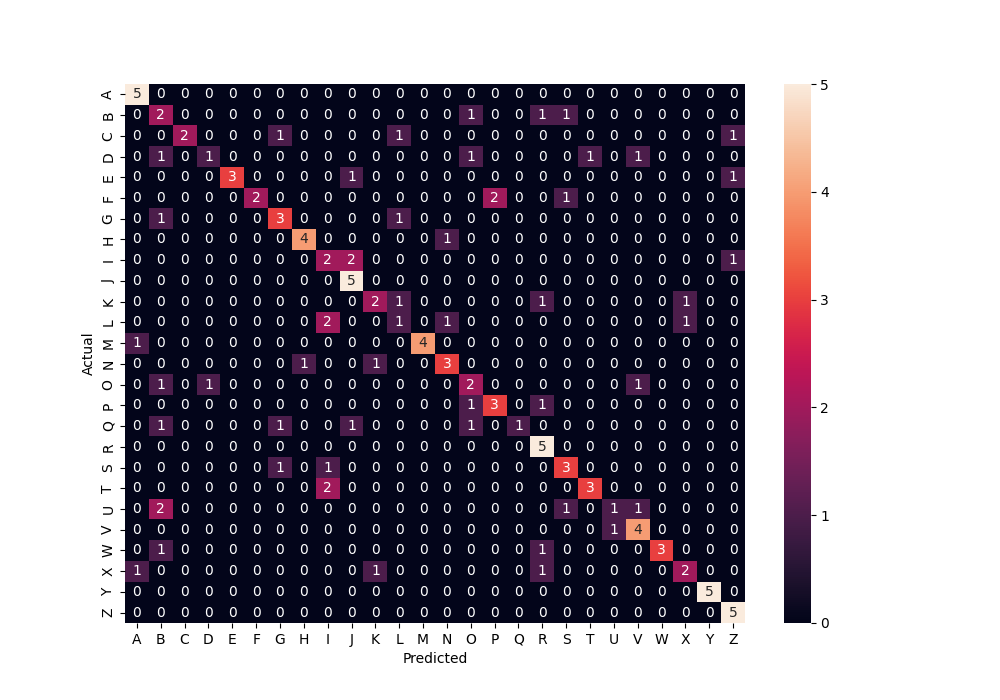 A 5 0 0 0 0 0 0 0 0 0 0 0 0 0 0 0 0 0 0 0 0 0 0 0 0 0
B 0 2 0 0 0 0 0 0 0 0 0 0 0 0 1 0 0 1 1 0 0 0 0 0 0 0
C 0 0 2 0 0 0 1 0 0 0 0 1 0 0 0 0 0 0 0 0 0 0 0 0 0 1
D 0 1 0 1 0 0 0 0 0 0 0 0 0 0 1 0 0 0 0 1 0 1 0 0 0 0
E 0 0 0 0 3 0 0 0 0 1 0 0 0 0 0 0 0 0 0 0 0 0 0 0 0 1
F 0 0 0 0 0 2 0 0 0 0 0 0 0 0 0 2 0 0 1 0 0 0 0 0 0 0
G 0 1 0 0 0 0 3 0 0 0 0 1 0 0 0 0 0 0 0 0 0 0 0 0 0 0
H 0 0 0 0 0 0 0 4 0 0 0 0 0 1 0 0 0 0 0 0 0 0 0 0 0 0
I 0 0 0 0 0 0 0 0 2 2 0 0 0 0 0 0 0 0 0 0 0 0 0 0 0 1
J 0 0 0 0 0 0 0 0 0 5 0 0 0 0 0 0 0 0 0 0 0 0 0 0 0 0
K 0 0 0 0 0 0 0 0 0 0 2 1 0 0 0 0 0 1 0 0 0 0 0 1 0 0
L 0 0 0 0 0 0 0 0 2 0 0 1 0 1 0 0 0 0 0 0 0 0 0 1 0 0
M 1 0 0 0 0 0 0 0 0 0 0 0 4 0 0 0 0 0 0 0 0 0 0 0 0 0
N 0 0 0 0 0 0 0 1 0 0 1 0 0 3 0 0 0 0 0 0 0 0 0 0 0 0
O 0 1 0 1 0 0 0 0 0 0 0 0 0 0 2 0 0 0 0 0 0 1 0 0 0 0
P 0 0 0 0 0 0 0 0 0 0 0 0 0 0 1 3 0 1 0 0 0 0 0 0 0 0
Q 0 1 0 0 0 0 1 0 0 1 0 0 0 0 1 0 1 0 0 0 0 0 0 0 0 0
R 0 0 0 0 0 0 0 0 0 0 0 0 0 0 0 0 0 5 0 0 0 0 0 0 0 0
S 0 0 0 0 0 0 1 0 1 0 0 0 0 0 0 0 0 0 3 0 0 0 0 0 0 0
T 0 0 0 0 0 0 0 0 2 0 0 0 0 0 0 0 0 0 0 3 0 0 0 0 0 0
U 0 2 0 0 0 0 0 0 0 0 0 0 0 0 0 0 0 0 1 0 1 1 0 0 0 0
V 0 0 0 0 0 0 0 0 0 0 0 0 0 0 0 0 0 0 0 0 1 4 0 0 0 0
W 0 1 0 0 0 0 0 0 0 0 0 0 0 0 0 0 0 1 0 0 0 0 3 0 0 0
X 1 0 0 0 0 0 0 0 0 0 1 0 0 0 0 0 0 1 0 0 0 0 0 2 0 0
Y 0 0 0 0 0 0 0 0 0 0 0 0 0 0 0 0 0 0 0 0 0 0 0 0 5 0
Z 0 0 0 0 0 0 0 0 0 0 0 0 0 0 0 0 0 0 0 0 0 0 0 0 0 5
A B C D E F G H I J K L M N O P Q R S T U V W X Y Z
Predicted
Actual
5
4
3
2
1
0